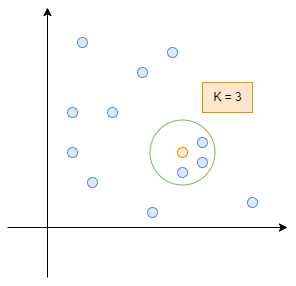 K = 3